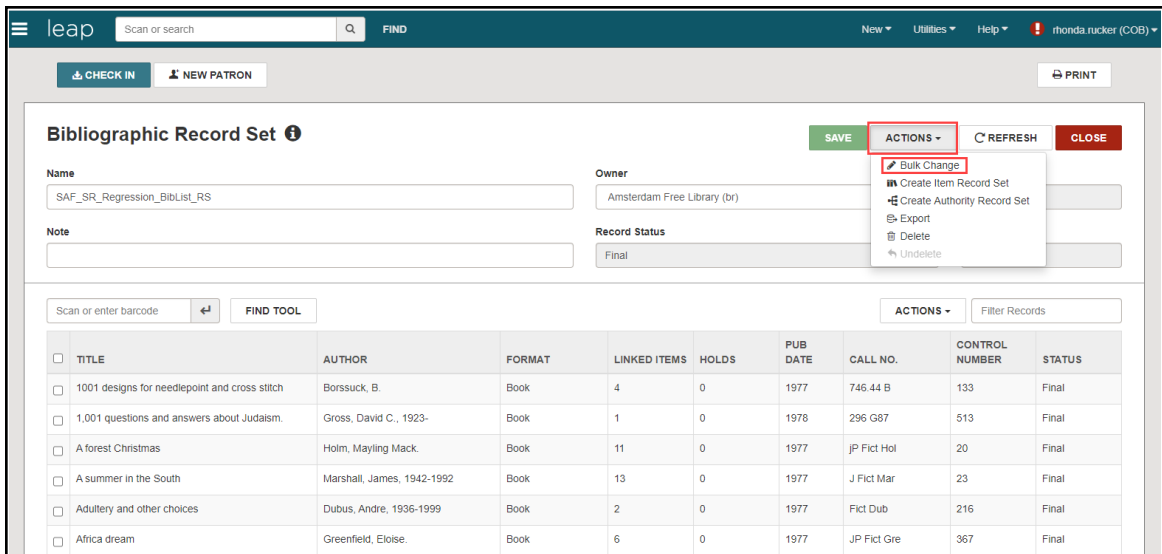 leap Scan or search FIND New Utilities Help rhonda.rucker (COB)
CHECK IN NEW PATRON PRINT
Bibliographic Record Set SAVE ACTIONS REFRESH CLOSE
Bulk Change
Create Item Record Set
Create Authority Record Set
Export
Delete
Undelete
Name Owner
SAF_SR_Regression_BibList_RS Amsterdam Free Library (br)
Note Record Status
Final
Scan or enter barcode FIND TOOL ACTIONS Filter Records
TITLE AUTHOR FORMAT LINKED ITEMS HOLDS PUB DATE CALL NO. CONTROL NUMBER STATUS
1001 designs for needlepoint and cross stitch Borssuck, B. Book 4 0 1977 746.44 B 133 Final
1,001 questions and answers about Judaism. Gross, David C., 1923- Book 1 0 1978 296 G87 513 Final
A forest Christmas Holm, Mayling Mack. Book 11 0 1977 jP Fict Hol 20 Final
A summer in the South Marshall, James, 1942-1992 Book 13 0 1977 J Fict Mar 23 Final
Adultery and other choices Dubus, Andre, 1936-1999 Book 2 0 1977 Fict Dub 216 Final
Africa dream Greenfield, Eloise. Book 6 0 1977 JP Fict Gre 367 Final